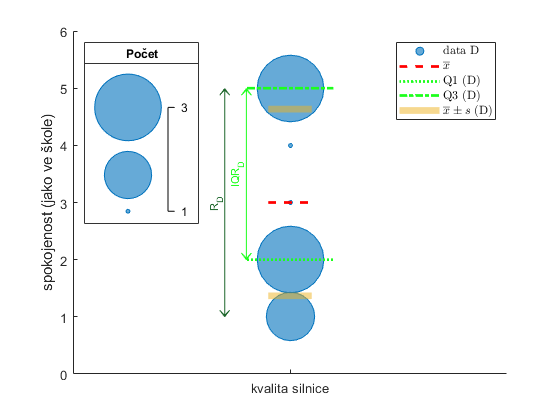 6
5
4
3
2
1
0
spokojenost (jako ve škole)
kvalita silnice
Počet
3
1
R_D
IQR_D
data D
x̅
Q1 (D)
Q3 (D)
x̅ ± s (D)